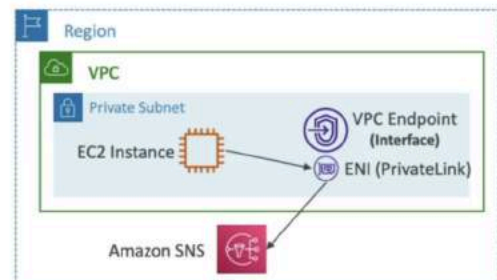 Region
VPC
Private Subnet
VPC Endpoint
(Interface)
EC2 Instance
ENI (PrivateLink)
Amazon SNS